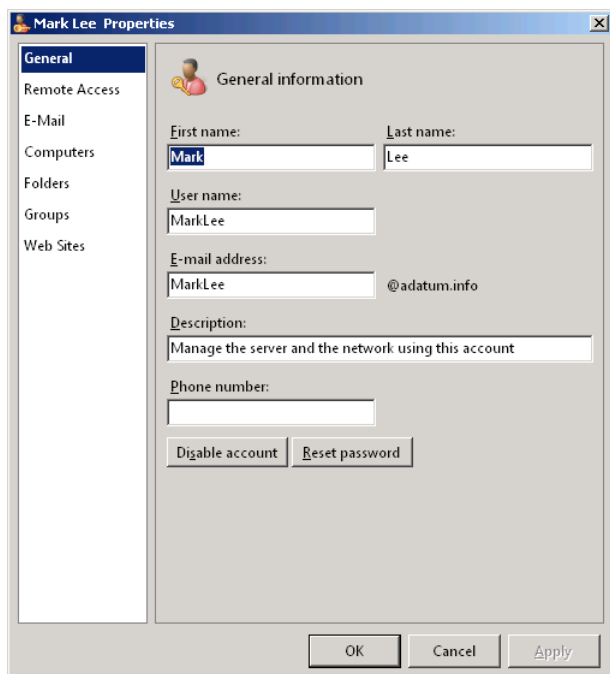 Mark Lee Properties
General
Remote Access
E-Mail
Computers
Folders
Groups
Web Sites
General information
First name: Last name:
Mark Lee
User name:
MarkLee
E-mail address:
MarkLee @adatum.info
Description:
Manage the server and the network using this account
Phone number:
Disable account Reset password
OK Cancel Apply